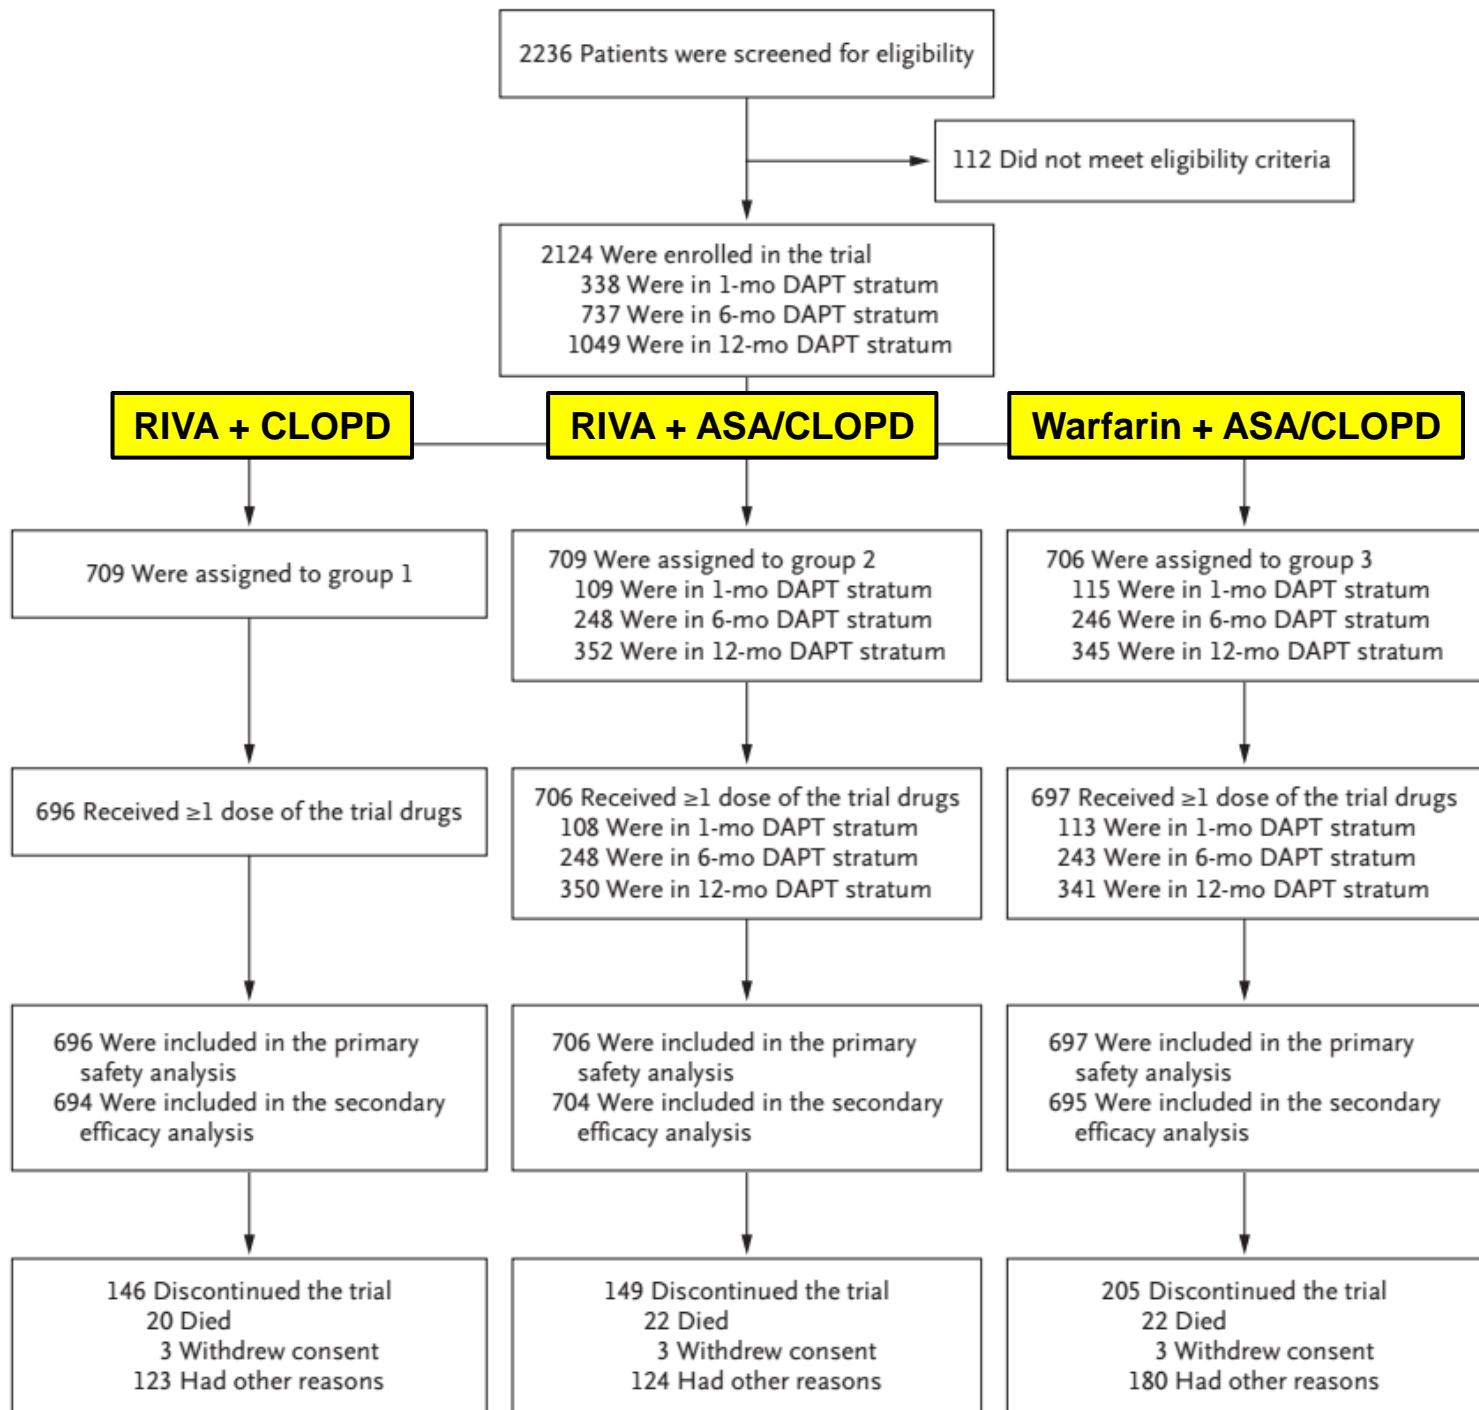 2236 Patients were screened for eligibility
112 Did not meet eligibility criteria
2124 Were enrolled in the trial
338 Were in 1-mo DAPT stratum
737 Were in 6-mo DAPT stratum
1049 Were in 12-mo DAPT stratum
RIVA + CLOPD
RIVA + ASA/CLOPD
Warfarin + ASA/CLOPD
709 Were assigned to group 1
709 Were assigned to group 2
109 Were in 1-mo DAPT stratum
248 Were in 6-mo DAPT stratum
352 Were in 12-mo DAPT stratum
706 Were assigned to group 3
115 Were in 1-mo DAPT stratum
246 Were in 6-mo DAPT stratum
345 Were in 12-mo DAPT stratum
696 Received ≥1 dose of the trial drugs
706 Received ≥1 dose of the trial drugs
108 Were in 1-mo DAPT stratum
248 Were in 6-mo DAPT stratum
350 Were in 12-mo DAPT stratum
697 Received ≥1 dose of the trial drugs
113 Were in 1-mo DAPT stratum
243 Were in 6-mo DAPT stratum
341 Were in 12-mo DAPT stratum
696 Were included in the primary
safety analysis
694 Were included in the secondary
efficacy analysis
706 Were included in the primary
safety analysis
704 Were included in the secondary
efficacy analysis
697 Were included in the primary
safety analysis
695 Were included in the secondary
efficacy analysis
146 Discontinued the trial
20 Died
3 Withdrew consent
123 Had other reasons
149 Discontinued the trial
22 Died
3 Withdrew consent
124 Had other reasons
205 Discontinued the trial
22 Died
3 Withdrew consent
180 Had other reasons